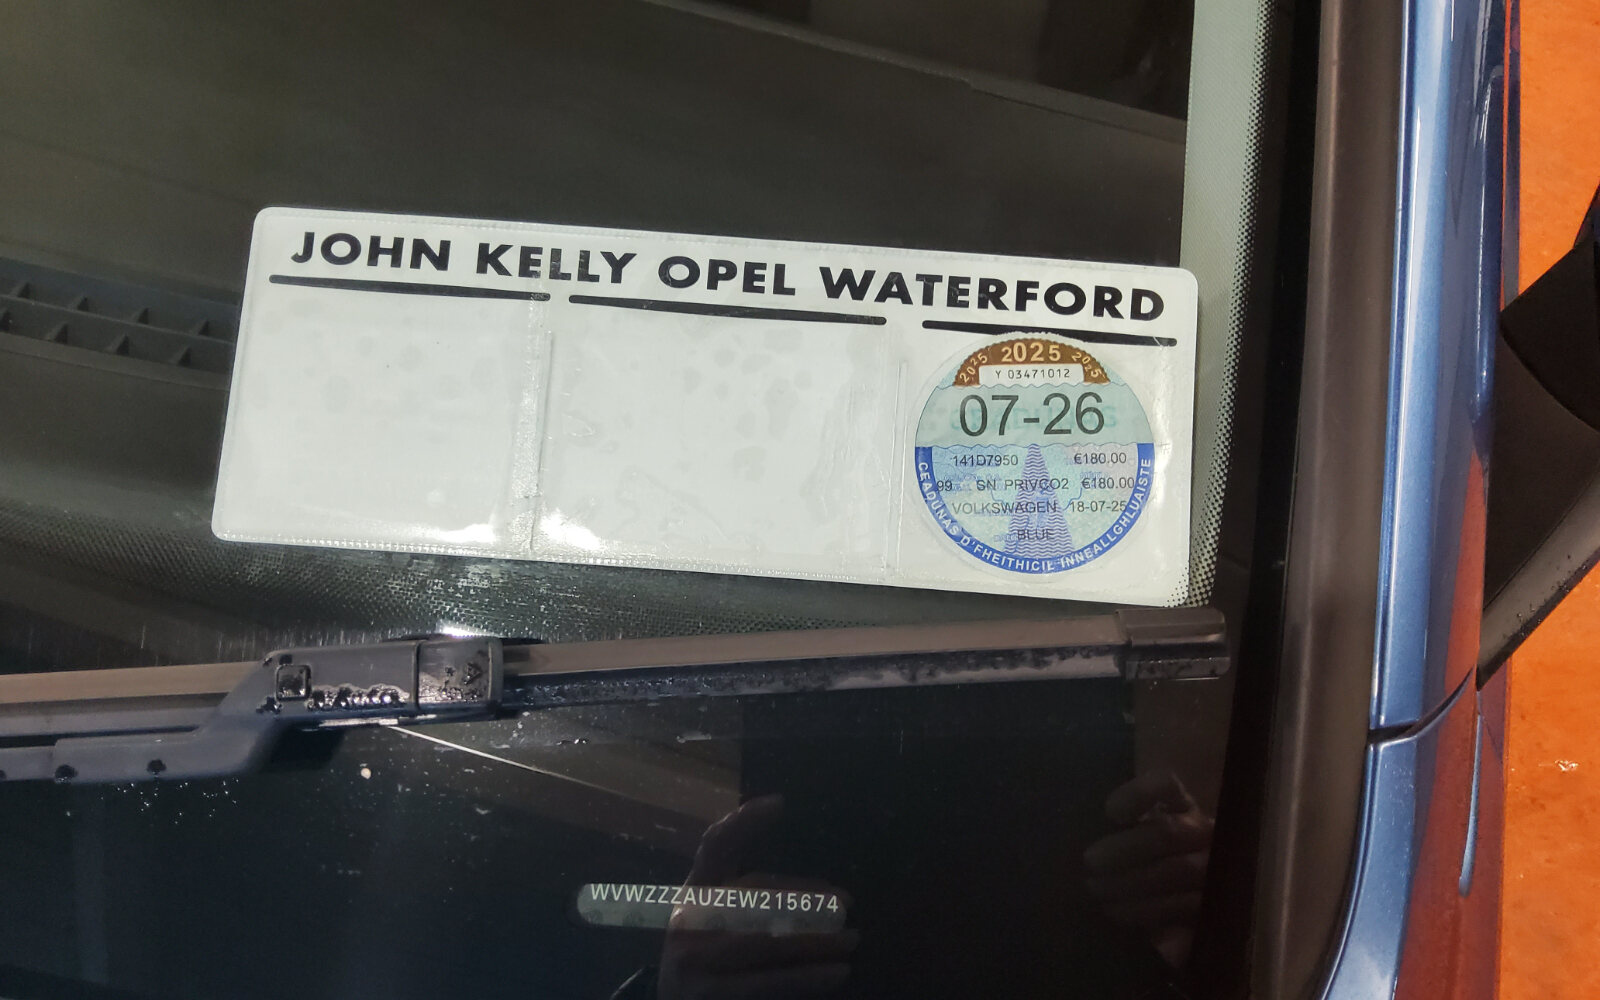 JOHN KELLY OPEL WATERFORD
2025 2025 2025
Y 03471012
07-26
141D7950 €180.00
99 SN PRIVCO2 €180.00
VOLKSWAGEN 18-07-25
BLUE
CEADÚNAS D'FHEITHICIL INNEALLGHLUAISTE
WVWZZZAUZEW215674